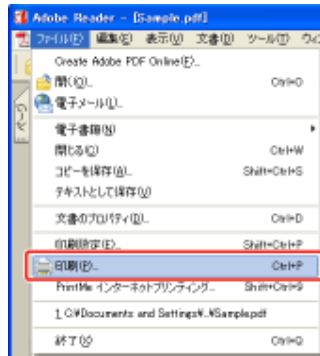 Adobe Reader - [Sample.pdf]
ファイル(F) 編集(E) 表示(V) 文書(D) ツール(T) ウィ
Create Adobe PDF Online(E)...
開く(O)... Ctrl+O
電子メール(L)...
電子書籍(N)
閉じる(C) Ctrl+W
コピーを保存(A)... Shift+Ctrl+S
テキストとして保存(V)
文書のプロパティ(D)... Ctrl+D
印刷設定(E)... Shift+Ctrl+P
印刷(P)... Ctrl+P
PrintMe インターネットプリンティング... Shift+Ctrl+9
1 C:¥Documents and Settings¥..¥Sample.pdf
終了(X) Ctrl+Q
ページ